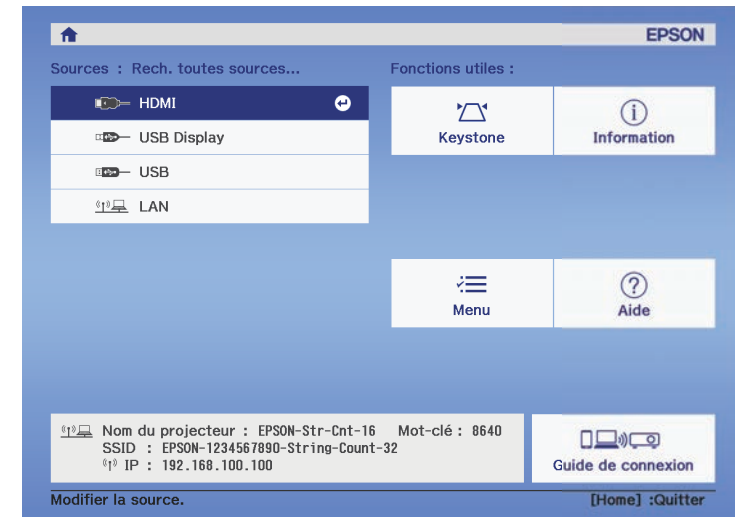 EPSON
Sources : Rech. toutes sources...
Fonctions utiles :
HDMI
USB Display
USB
LAN
Keystone
Information
Menu
Aide
Nom du projecteur : EPSON-Str-Cnt-16 Mot-clé : 8640
SSID : EPSON-1234567890-String-Count-32
IP : 192.168.100.100
Guide de connexion
Modifier la source.
[Home] :Quitter